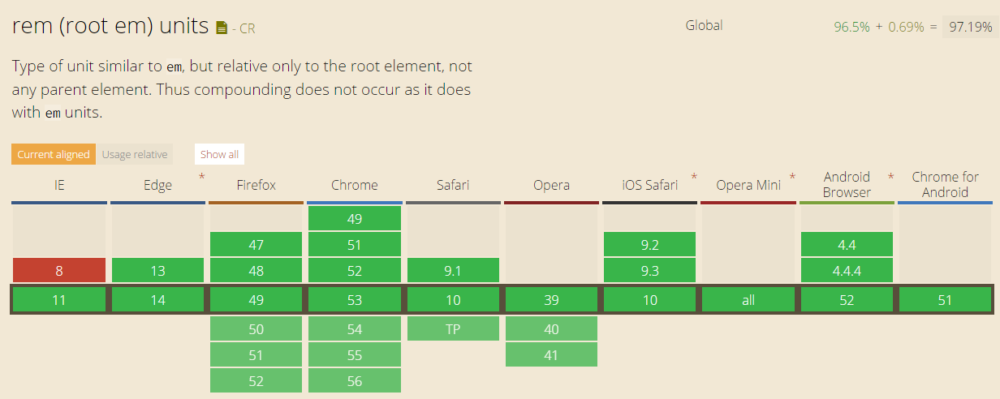 rem (root em) units - CR
Global 96.5% + 0.69% = 97.19%
Type of unit similar to em, but relative only to the root element, not
any parent element. Thus compounding does not occur as it does
with em units.
Current aligned Usage relative Show all
IE Edge * Firefox Chrome Safari Opera iOS Safari * Opera Mini * Android Browser * Chrome for Android
49
47 51 9.2 4.4
8 13 48 52 9.1 9.3 4.4.4
11 14 49 53 10 39 10 all 52 51
50 54 TP 40
51 55 41
52 56